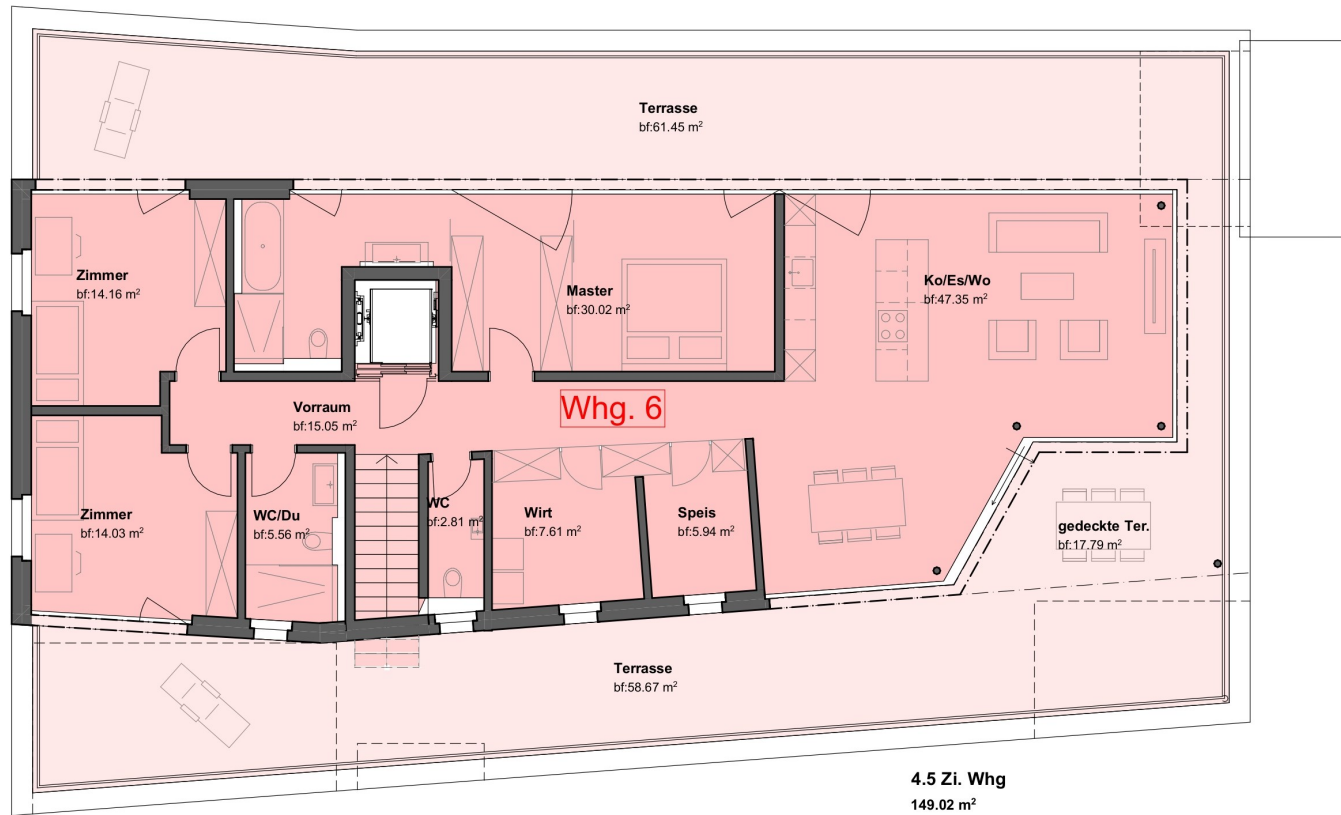 Terrasse
bf:61.45 m²
Zimmer
bf:14.16 m²
Master
bf:30.02 m²
Ko/Es/Wo
bf:47.35 m²
Vorraum
bf:15.05 m²
Whg. 6
Zimmer
bf:14.03 m²
WC/Du
bf:5.56 m²
WC
bf:2.81 m²
Wirt
bf:7.61 m²
Speis
bf:5.94 m²
gedeckte Ter.
bf:17.79 m²
Terrasse
bf:58.67 m²
4.5 Zi. Whg
149.02 m²